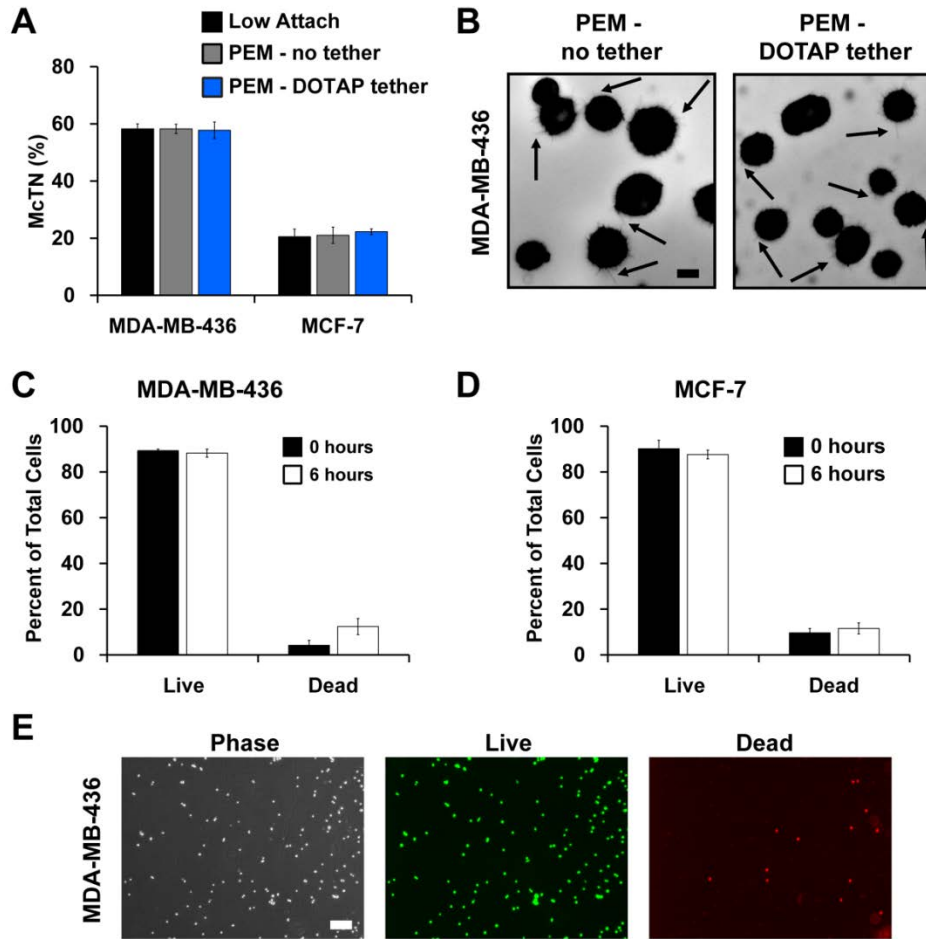 A
Low Attach
PEM - no tether
PEM - DOTAP tether
McTN (%)
80
60
40
20
0
MDA-MB-436
MCF-7
B
PEM -
no tether
PEM -
DOTAP tether
MDA-MB-436
C
MDA-MB-436
Percent of Total Cells
100
80
60
40
20
0
0 hours
6 hours
Live
Dead
D
MCF-7
Percent of Total Cells
100
80
60
40
20
0
0 hours
6 hours
Live
Dead
E
Phase
Live
Dead
MDA-MB-436